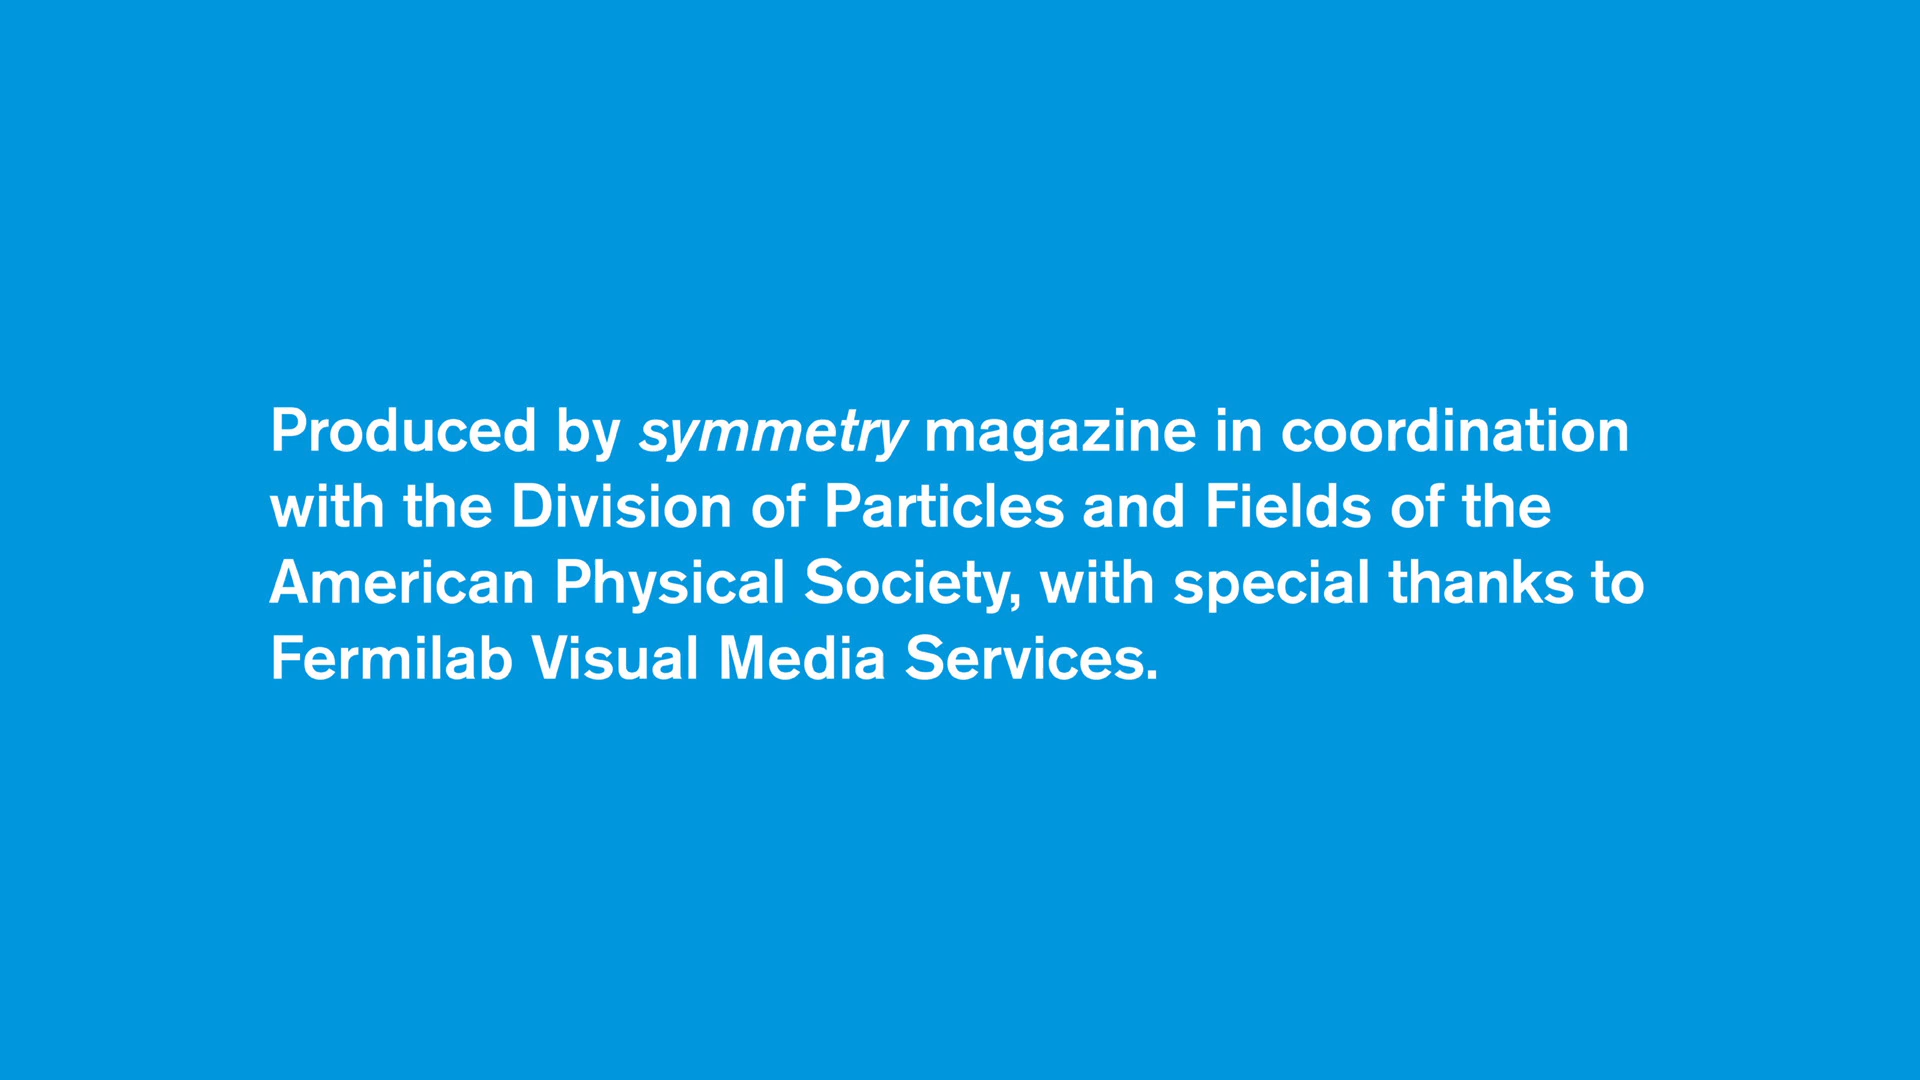 Produced by symmetry magazine in coordination
with the Division of Particles and Fields of the
American Physical Society, with special thanks to
Fermilab Visual Media Services.